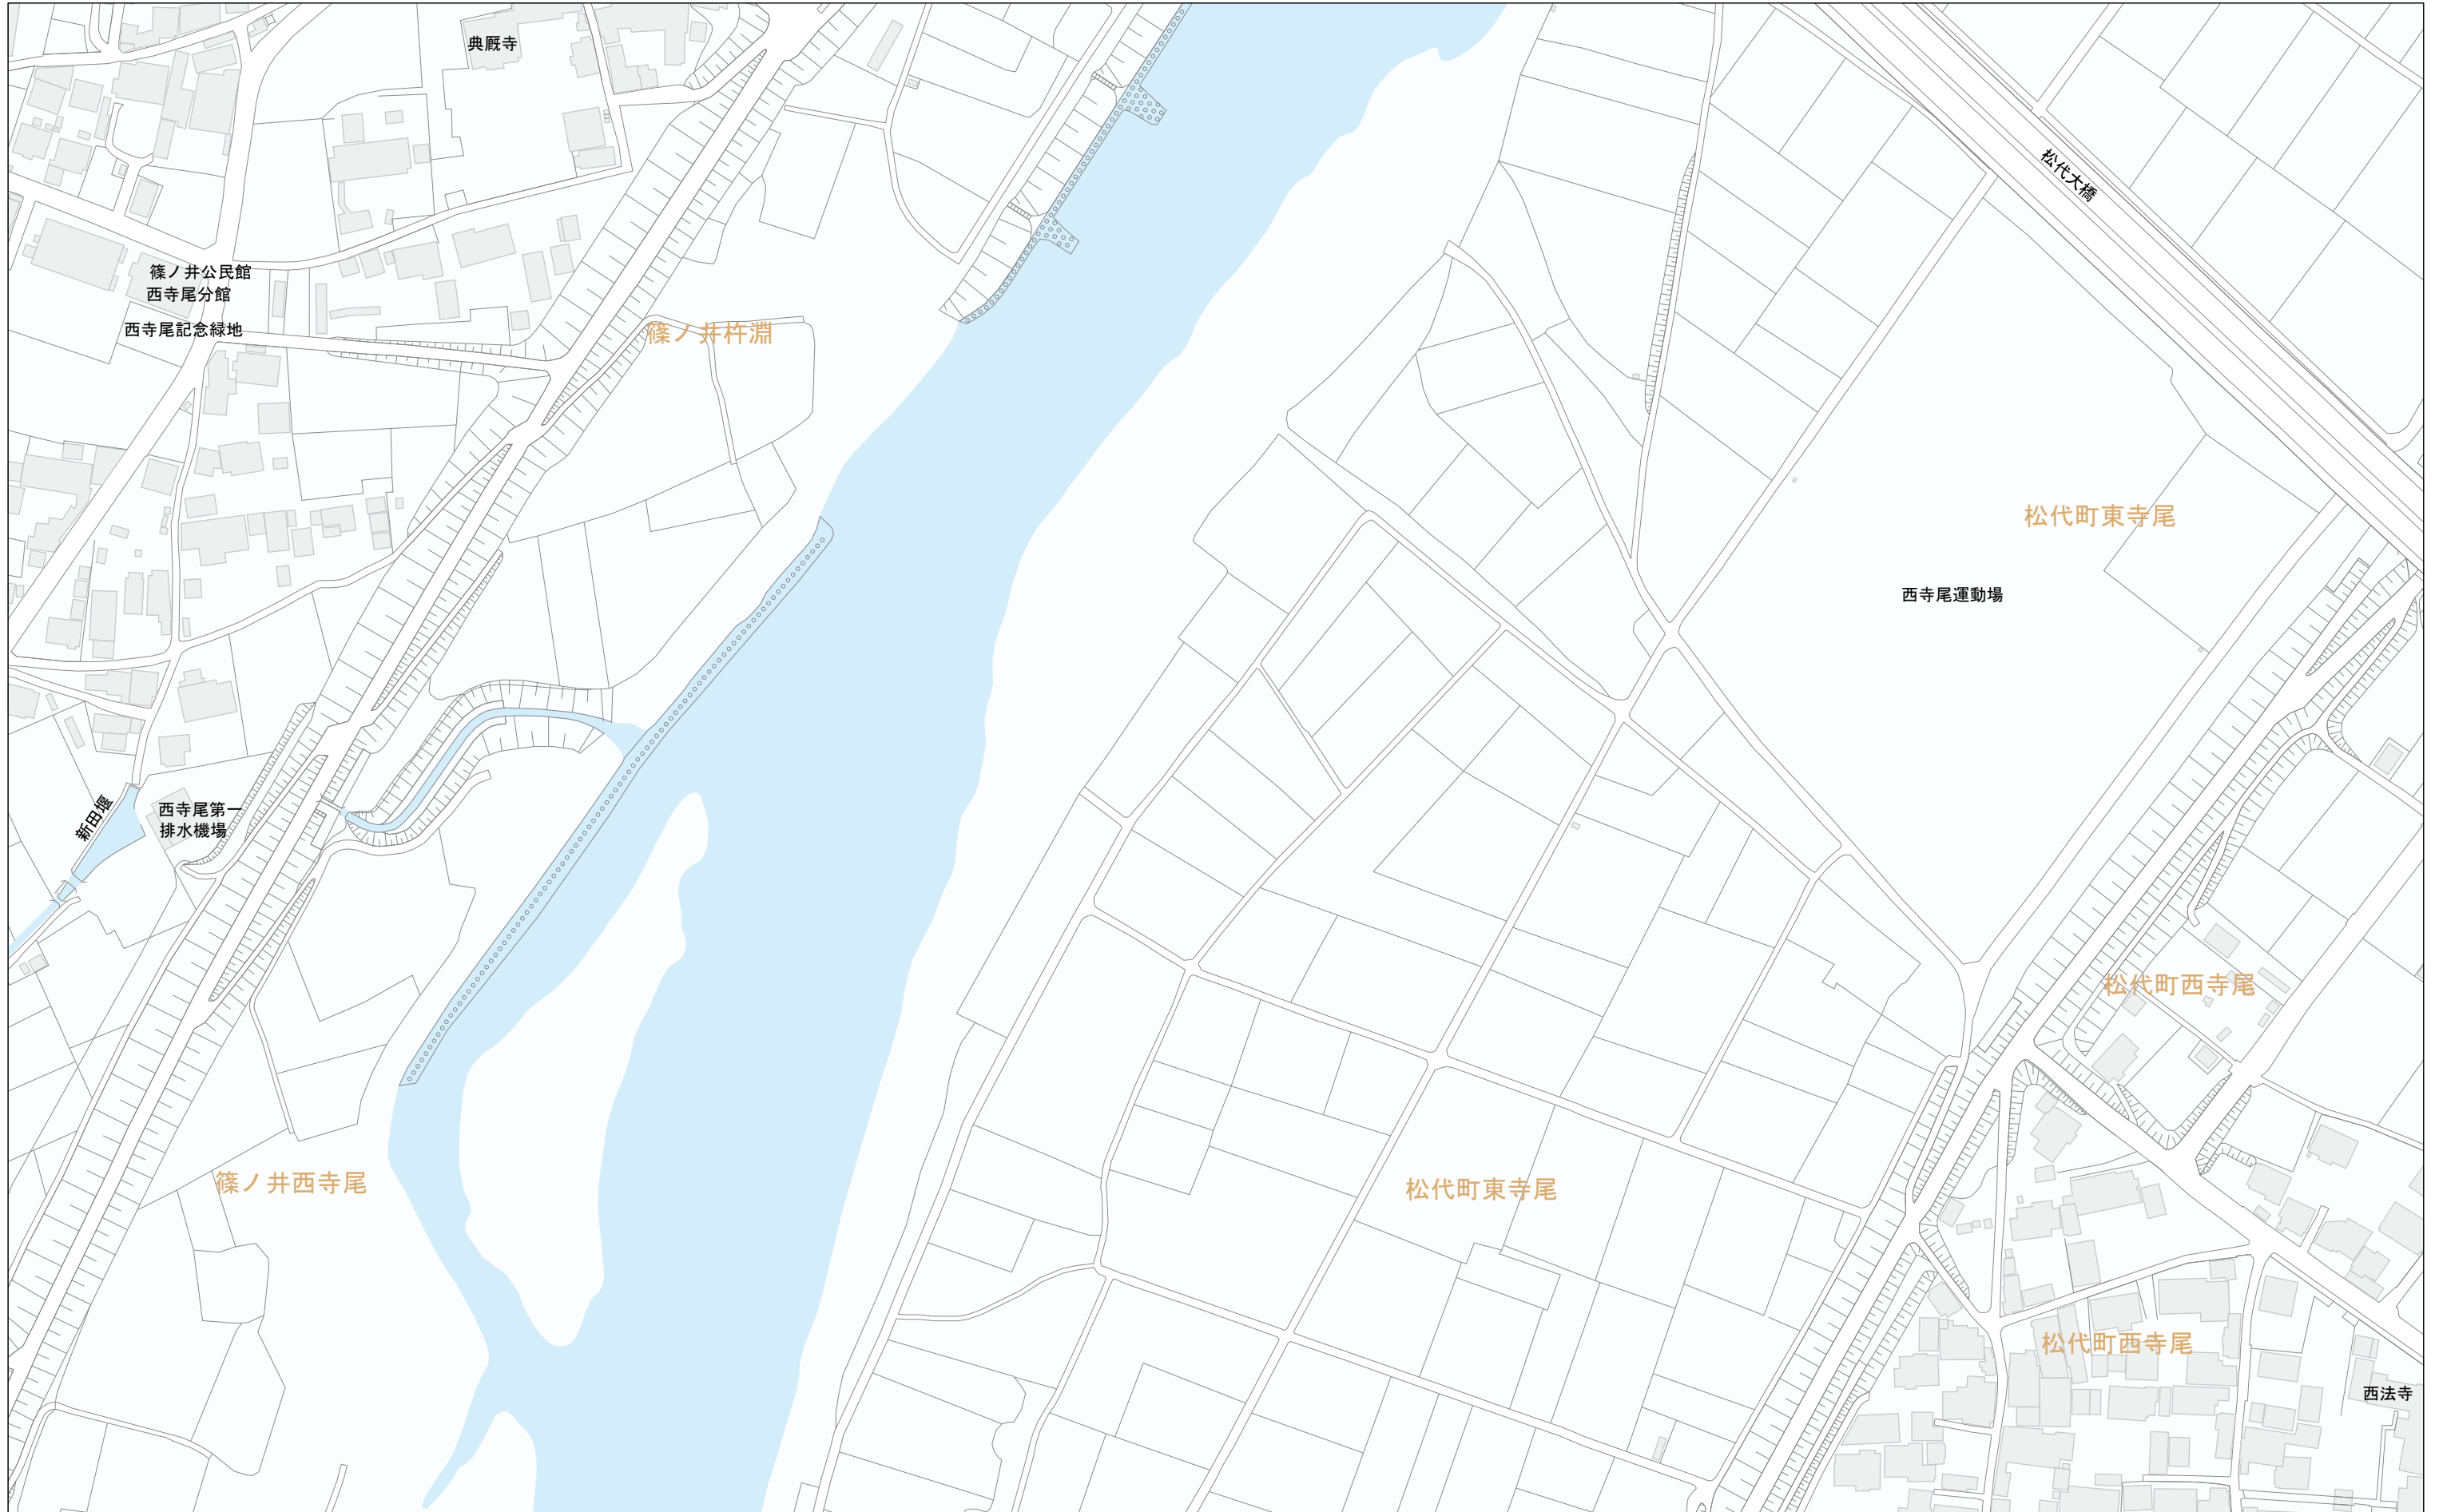 典厩寺
松代大橋
篠ノ井公民館
西寺尾分館
西寺尾記念緑地
篠ノ井杵淵
松代町東寺尾
西寺尾運動場
新田堰
西寺尾第一
排水機場
松代町西寺尾
篠ノ井西寺尾
松代町東寺尾
松代町西寺尾
西法寺